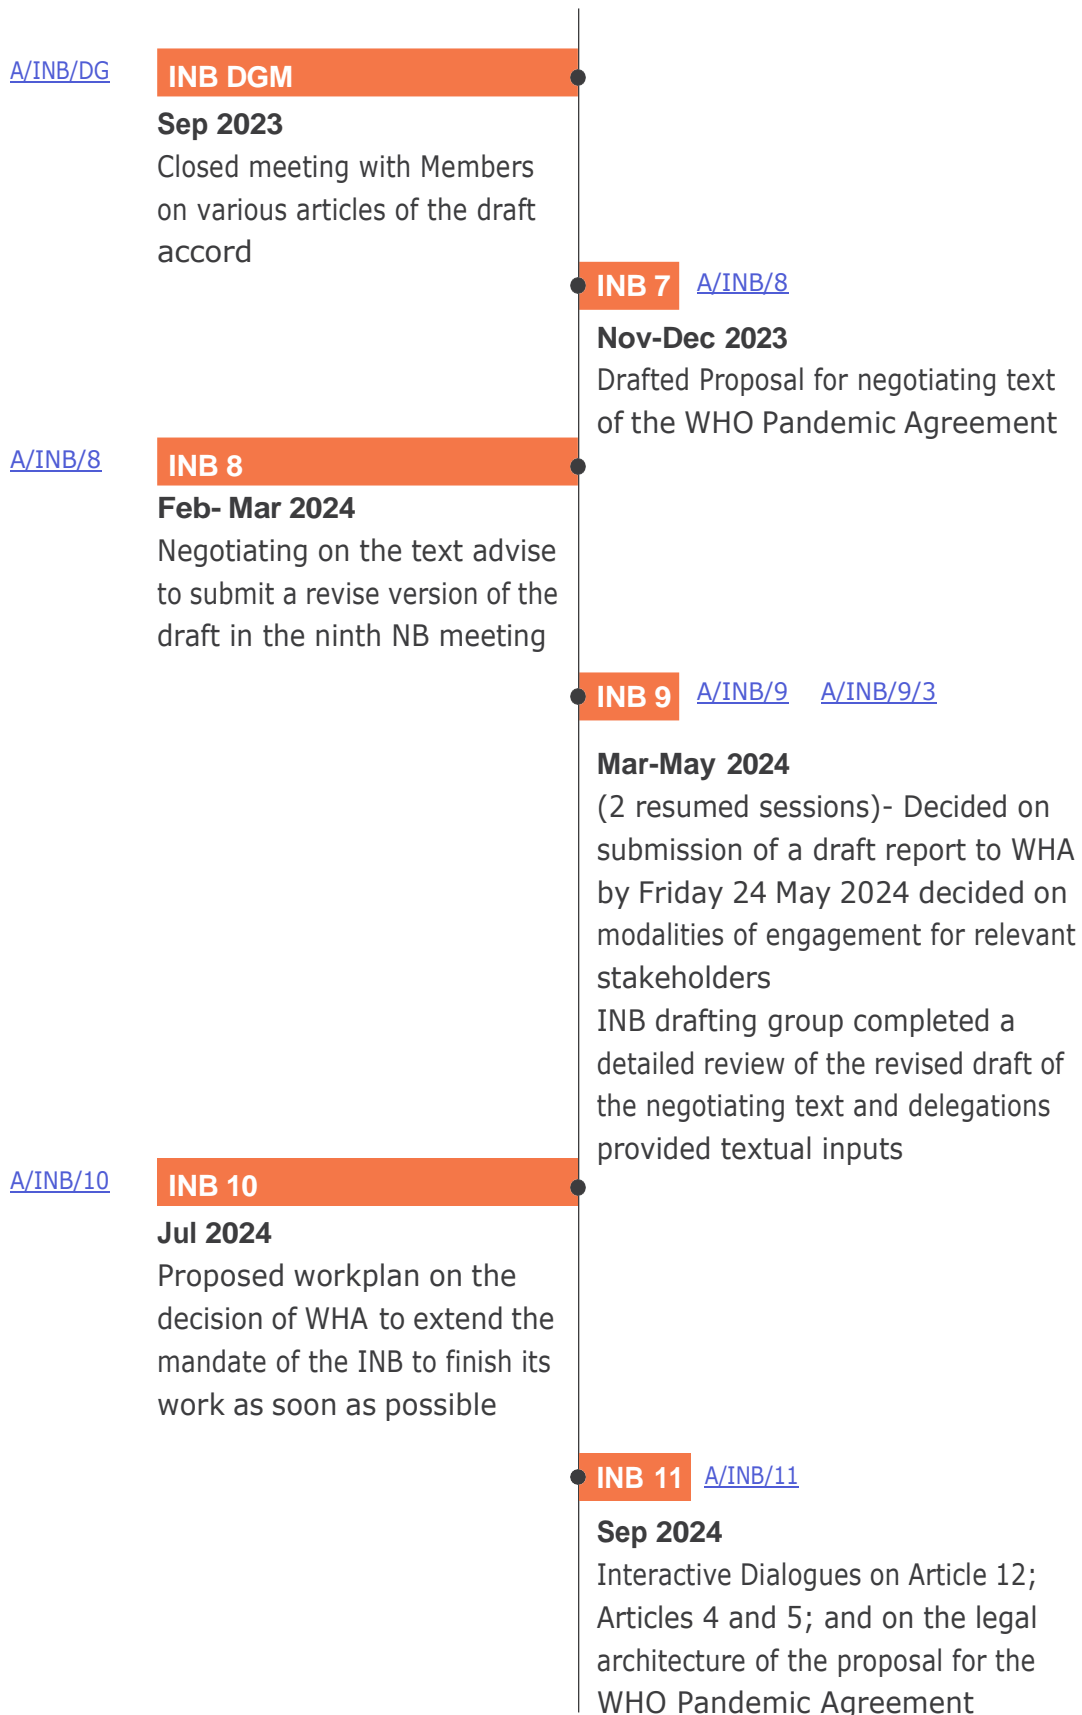 A/INB/DG
INB DGM
Sep 2023
Closed meeting with Members
on various articles of the draft
accord
INB 7
A/INB/8
Nov-Dec 2023
Drafted Proposal for negotiating text
of the WHO Pandemic Agreement
A/INB/8
INB 8
Feb- Mar 2024
Negotiating on the text advise
to submit a revise version of the
draft in the ninth NB meeting
INB 9
A/INB/9
A/INB/9/3
Mar-May 2024
(2 resumed sessions)- Decided on
submission of a draft report to WHA
by Friday 24 May 2024 decided on
modalities of engagement for relevant
stakeholders
INB drafting group completed a
detailed review of the revised draft of
the negotiating text and delegations
provided textual inputs
A/INB/10
INB 10
Jul 2024
Proposed workplan on the
decision of WHA to extend the
mandate of the INB to finish its
work as soon as possible
INB 11
A/INB/11
Sep 2024
Interactive Dialogues on Article 12;
Articles 4 and 5; and on the legal
architecture of the proposal for the
WHO Pandemic Agreement